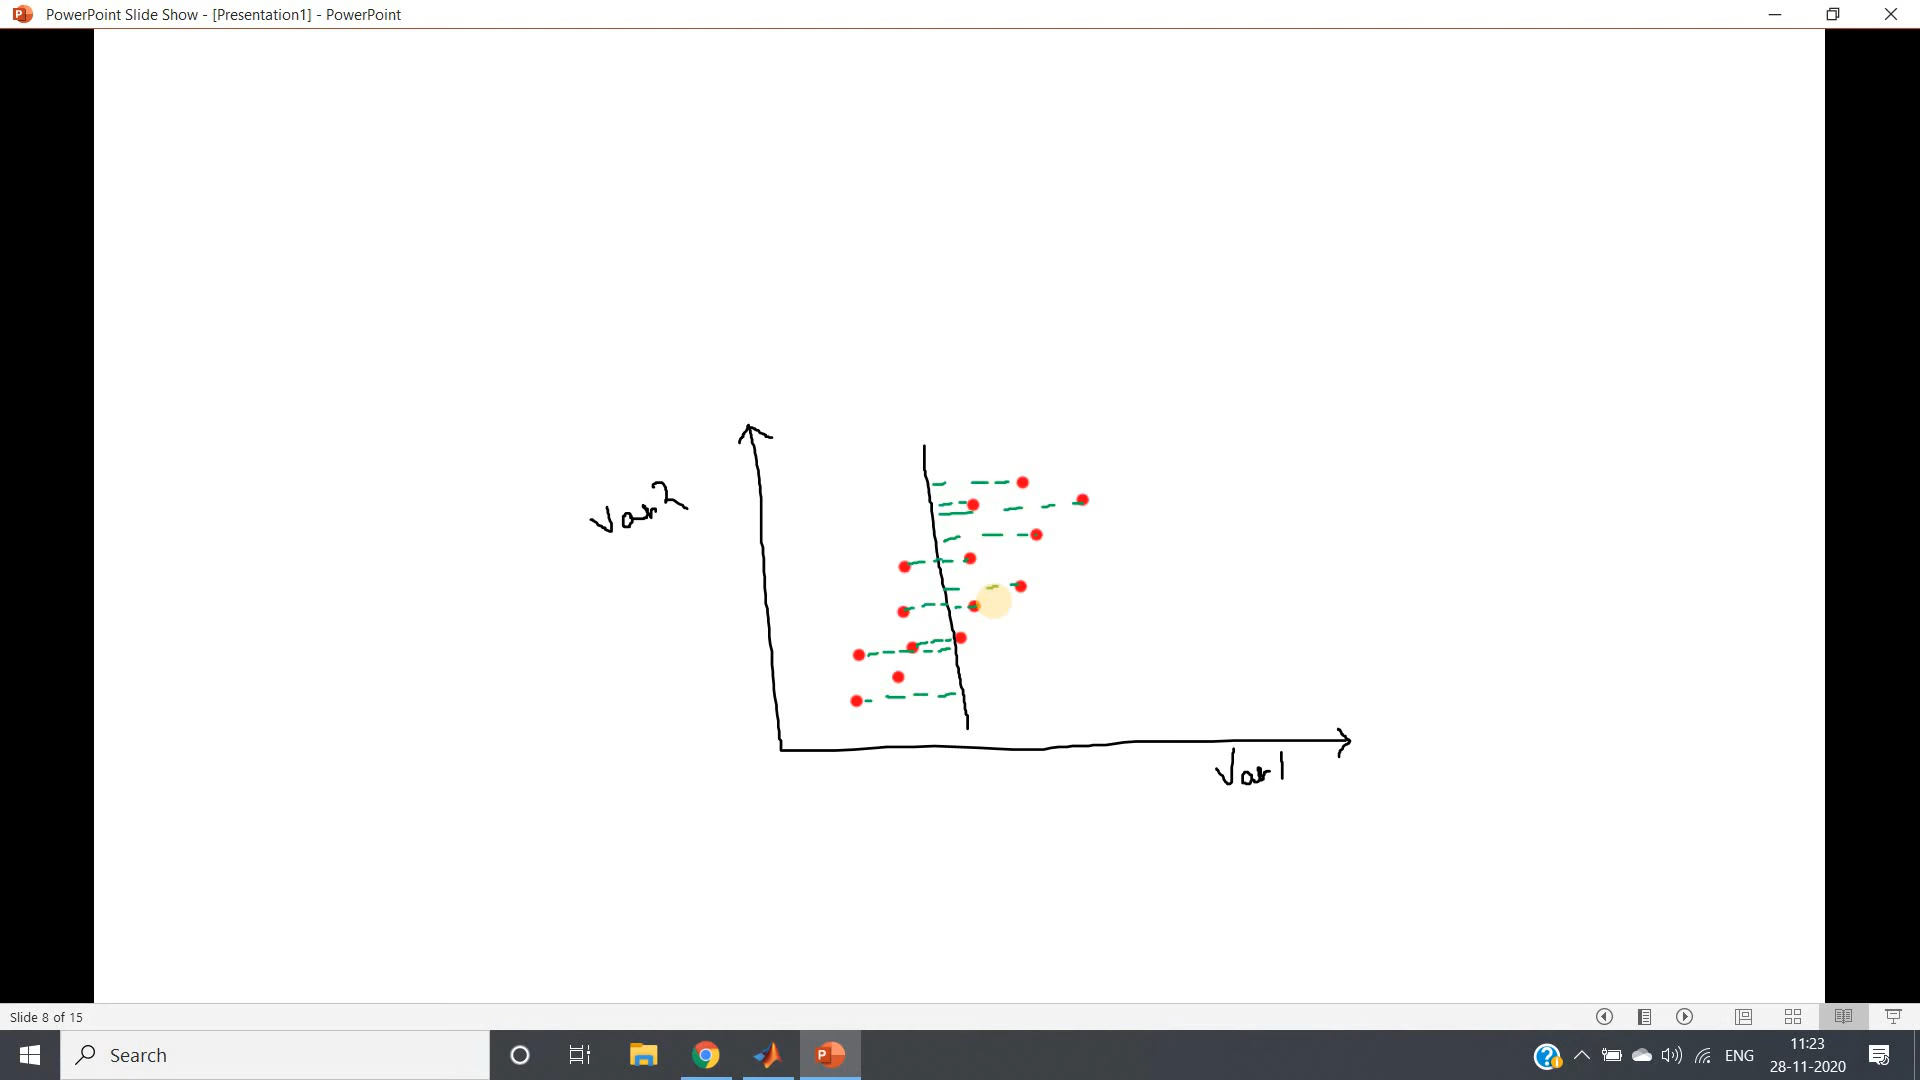 PowerPoint Slide Show - [Presentation1] - PowerPoint
Var2
Var1
Slide 8 of 15
Search
ENG
11:23
28-11-2020